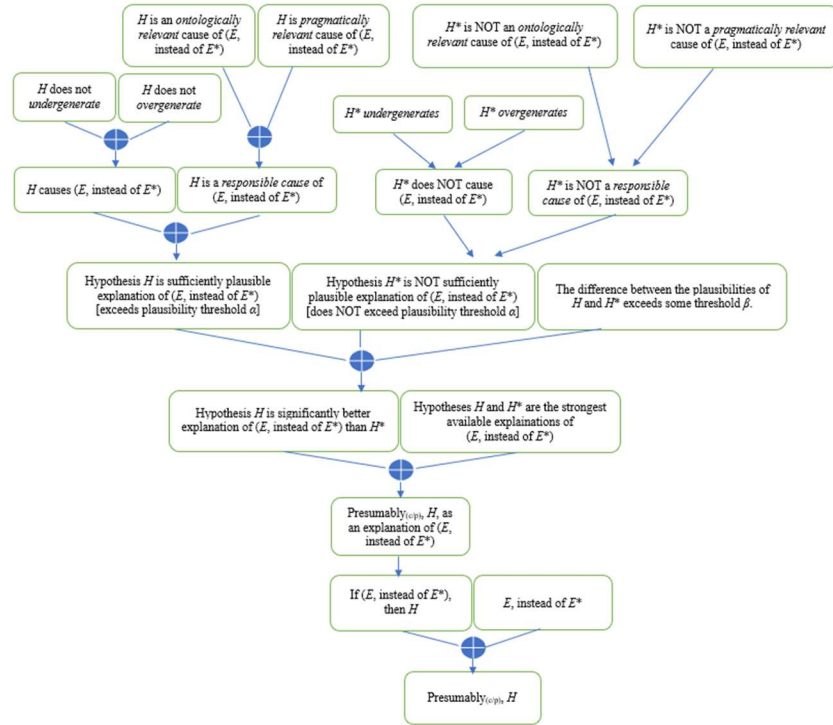 H is an ontologically
relevant cause of (E,
instead of E*)
H is pragmatically
relevant cause of (E,
instead of E*)
H* is NOT an ontologically
relevant cause of (E, instead of E*)
H* is NOT a pragmatically relevant
cause of (E, instead of E*)
H does not
undergenerate
H does not
overgenerate
H* undergenerates
H* overgenerates
H causes (E, instead of E*)
H is a responsible cause of
(E, instead of E*)
H* does NOT cause
(E, instead of E*)
H* is NOT a responsible
cause of (E, instead of E*)
Hypothesis H is sufficiently plausible
explanation of (E, instead of E*)
[exceeds plausibility threshold α]
Hypothesis H* is NOT sufficiently
plausible explanation of (E, instead of E*)
[does NOT exceed plausibility threshold α]
The difference between the plausibilities of
H and H* exceeds some threshold β.
Hypothesis H is significantly better
explanation of (E, instead of E*) than H*
Hypotheses H and H* are the strongest
available explainations of
(E, instead of E*)
Presumably(c/p), H, as
an explanation of (E,
instead of E*)
If (E, instead of E*),
then H
E, instead of E*
Presumably(c/p), H